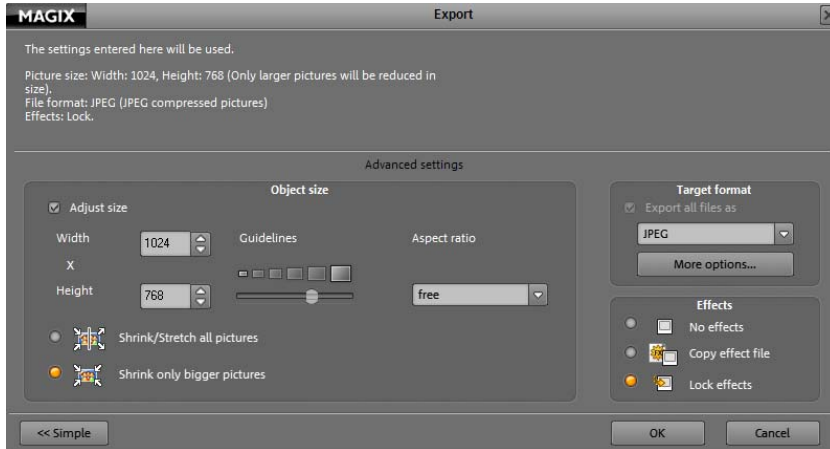 MAGIX
Export
The settings entered here will be used.
Picture size: Width: 1024, Height: 768 (Only larger pictures will be reduced in
size).
File format: JPEG (JPEG compressed pictures)
Effects: Lock.
Advanced settings
Object size
Adjust size
Width
1024
Guidelines
Aspect ratio
X
Height
768
free
Shrink/Stretch all pictures
Shrink only bigger pictures
Target format
Export all files as
JPEG
More options...
Effects
No effects
Copy effect file
Lock effects
<< Simple
OK
Cancel